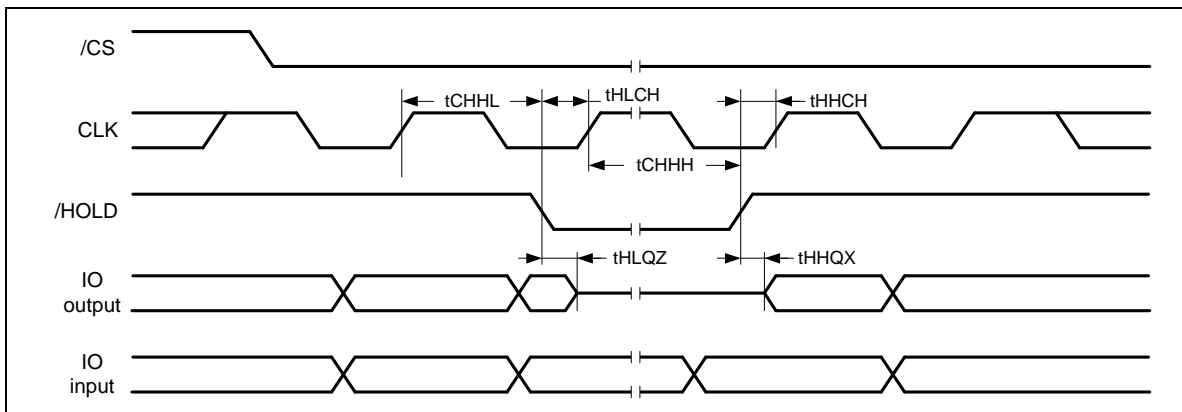 /CS
tCHHL
tHLCH
tHHCH
CLK
tCHHH
/HOLD
tHLQZ
tHHQX
IO
output
IO
input